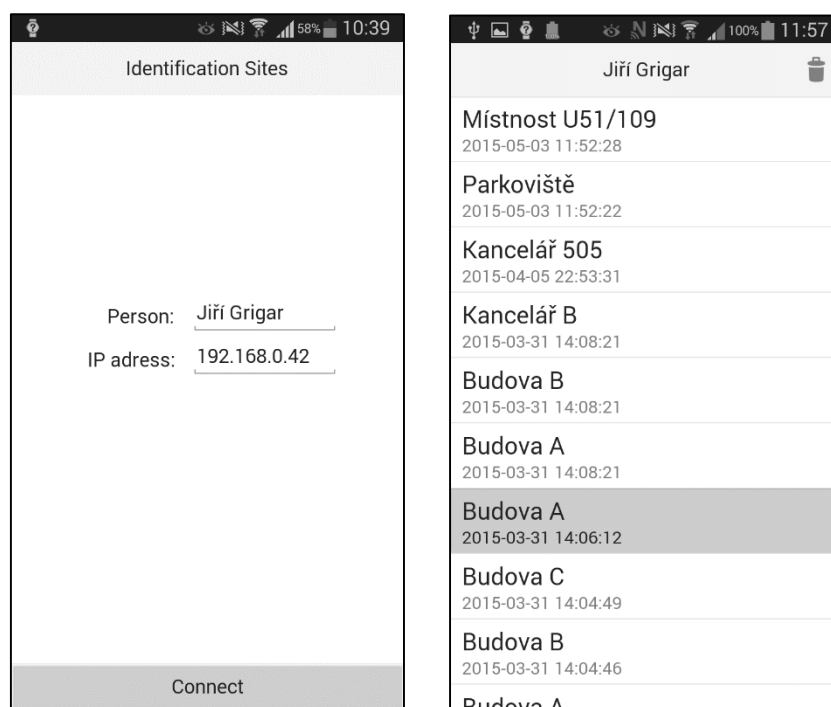 58% 10:39
Identification Sites
Person: Jiří Grigar
IP adress: 192.168.0.42
Connect
100% 11:57
Jiří Grigar
Místnost U51/109
2015-05-03 11:52:28
Parkoviště
2015-05-03 11:52:22
Kancelář 505
2015-04-05 22:53:31
Kancelář B
2015-03-31 14:08:21
Budova B
2015-03-31 14:08:21
Budova A
2015-03-31 14:08:21
Budova A
2015-03-31 14:06:12
Budova C
2015-03-31 14:04:49
Budova B
2015-03-31 14:04:46
Budova A